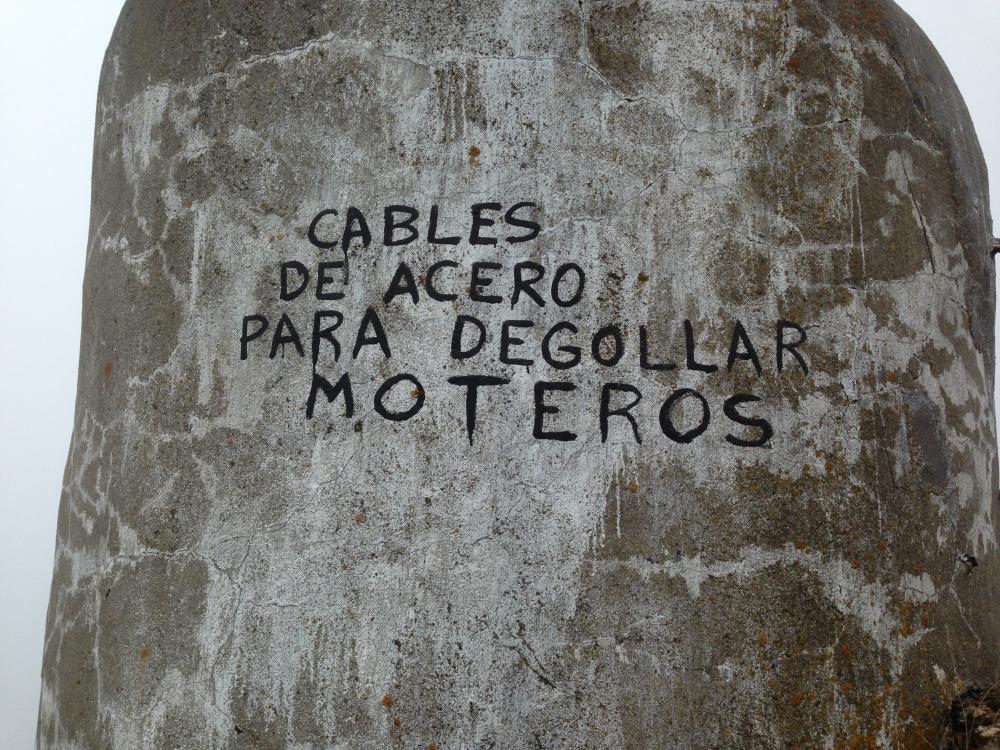 CABLES
DE ACERO
PARA DEGOLLAR
MOTEROS